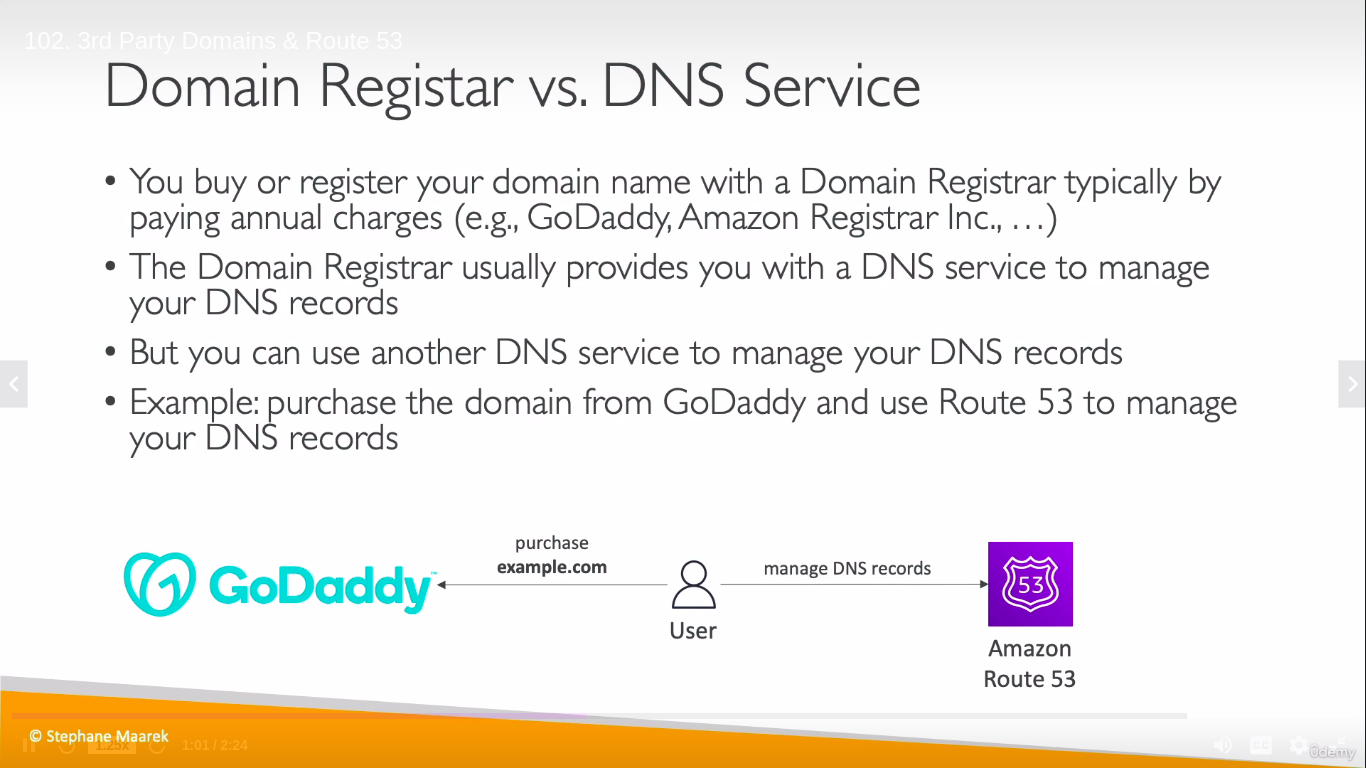 102. 3rd Party Domains & Route 53
Domain Registar vs. DNS Service
• You buy or register your domain name with a Domain Registrar typically by
paying annual charges (e.g., GoDaddy, Amazon Registrar Inc., …)
• The Domain Registrar usually provides you with a DNS service to manage
your DNS records
• But you can use another DNS service to manage your DNS records
• Example: purchase the domain from GoDaddy and use Route 53 to manage
your DNS records
purchase
example.com
manage DNS records
GoDaddy™
53
User
Amazon
Route 53
© Stephane Maarek
1.25x
1:01 / 2:24
CC
ûdemy